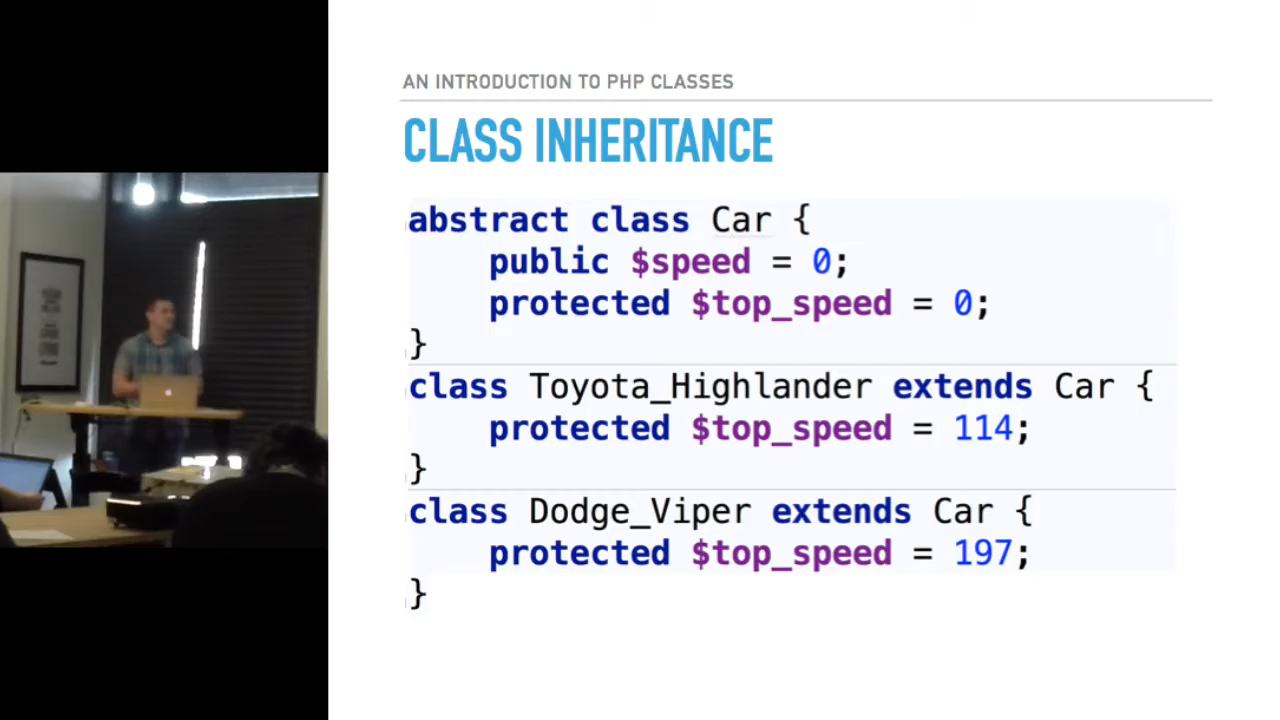 AN INTRODUCTION TO PHP CLASSES
CLASS INHERITANCE
abstract class Car {
    public $speed = 0;
    protected $top_speed = 0;
}
class Toyota_Highlander extends Car {
    protected $top_speed = 114;
}
class Dodge_Viper extends Car {
    protected $top_speed = 197;
}